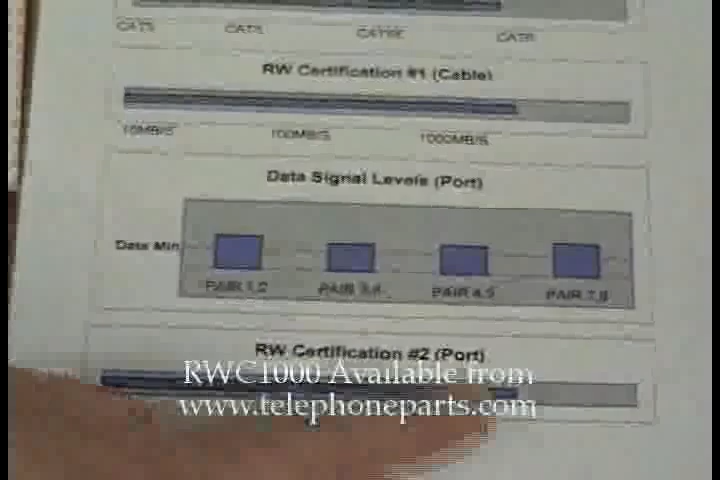 CAT3 CAT5 CAT5E CAT6
RW Certification #1 (Cable)
10MB/S 100MB/S 1000MB/S
Data Signal Levels (Port)
Data Min
PAIR 1,2 PAIR 3,6 PAIR 4,5 PAIR 7,8
RW Certification #2 (Port)
RWC1000 Available from
www.telephoneparts.com